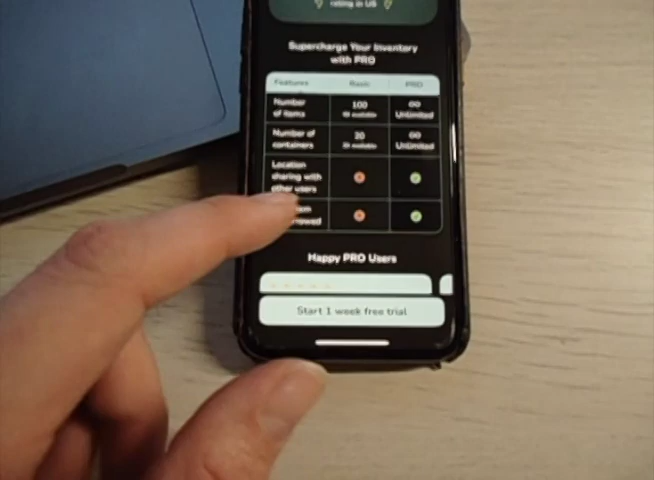 rating in US
Supercharge Your Inventory
with PRO
Features Basic PRO
Number
of items
100
∞
Unlimited
Number of
containers
20
∞
Unlimited
Location
sharing with
other users
Happy PRO Users
Start 1 week free trial